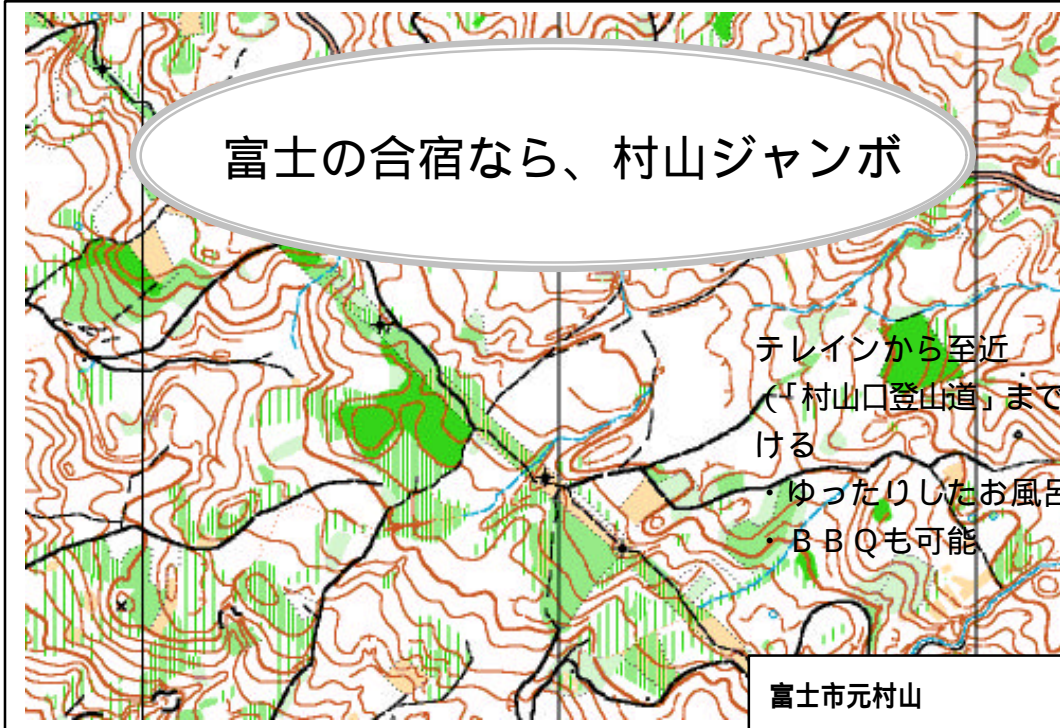 富士の合宿なら、村山ジャンボ
テレインから至近
(「村山口登山道」まで
ける
・ゆったりしたお風呂
・ＢＢＱも可能
富士市元村山